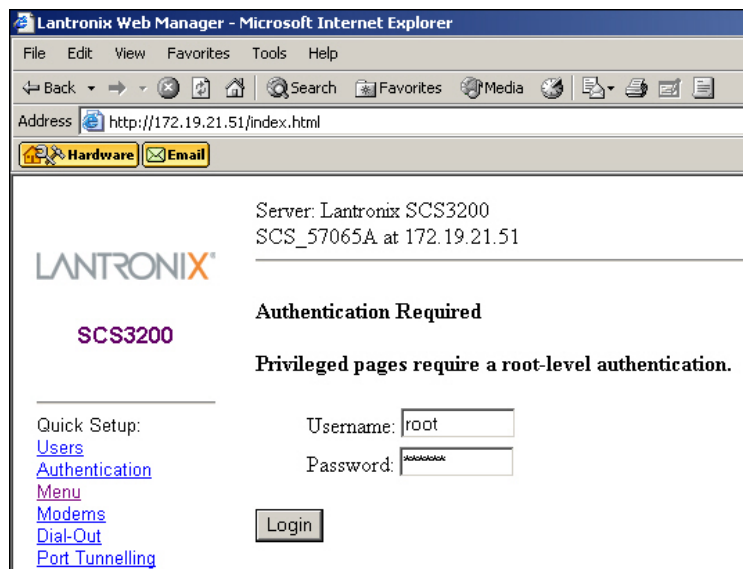 Lantronix Web Manager - Microsoft Internet Explorer
File Edit View Favorites Tools Help
Back Search Favorites Media
Address http://172.19.21.51/index.html
Hardware Email
Server: Lantronix SCS3200
SCS_57065A at 172.19.21.51
LANTRONIX®
SCS3200
Authentication Required
Privileged pages require a root-level authentication.
Username: root
Password: ******
Login
Quick Setup:
Users
Authentication
Menu
Modems
Dial-Out
Port Tunnelling